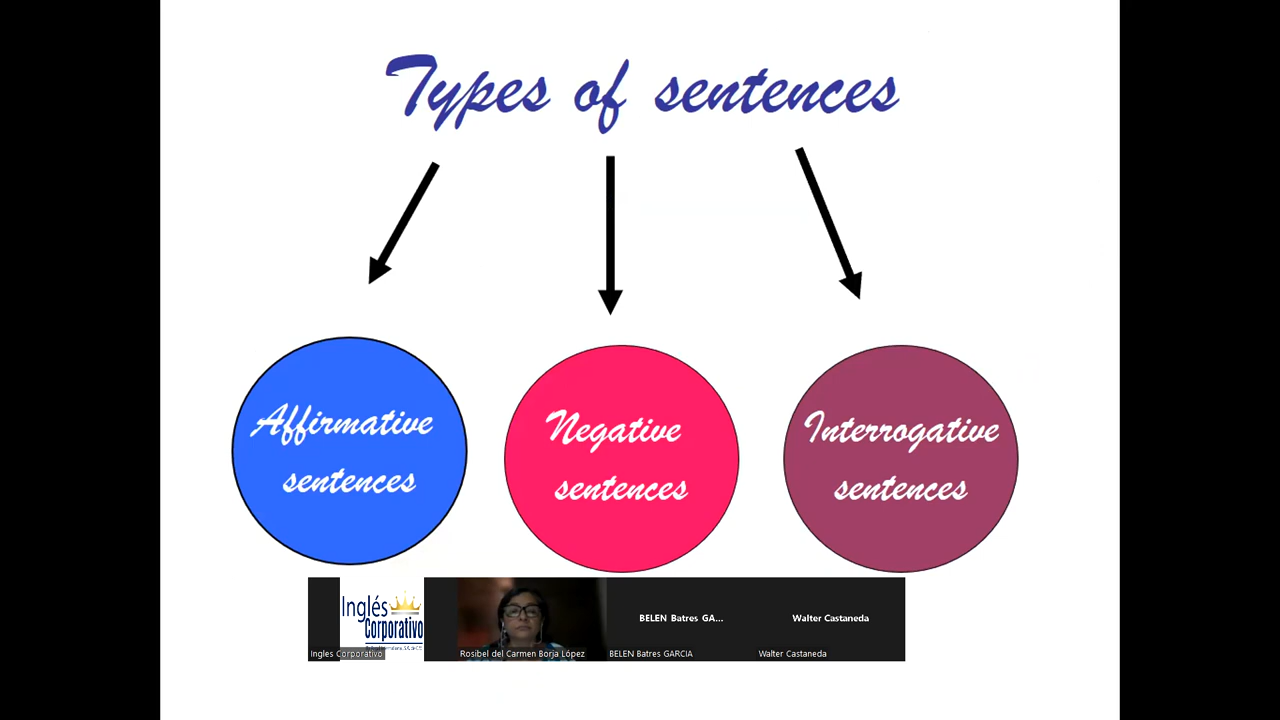 Types of sentences
Affirmative
sentences
Negative
sentences
Interrogative
sentences
Inglés
Corporativo
Ingles Corporativo
Rosibel del Carmen Borja López
BELEN Batres GA...
BELEN Batres GARCIA
Walter Castaneda
Walter Castaneda